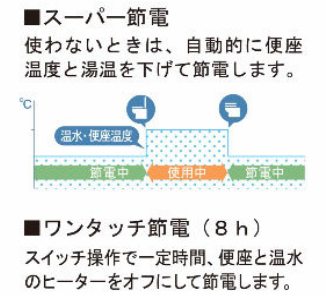 ■スーパー節電
使わないときは、自動的に便座
温度と湯温を下げて節電します。
℃
温水・便座温度
節電中 使用中 節電中
■ワンタッチ節電(8h)
スイッチ操作で一定時間、便座と温水
のヒーターをオフにして節電します。